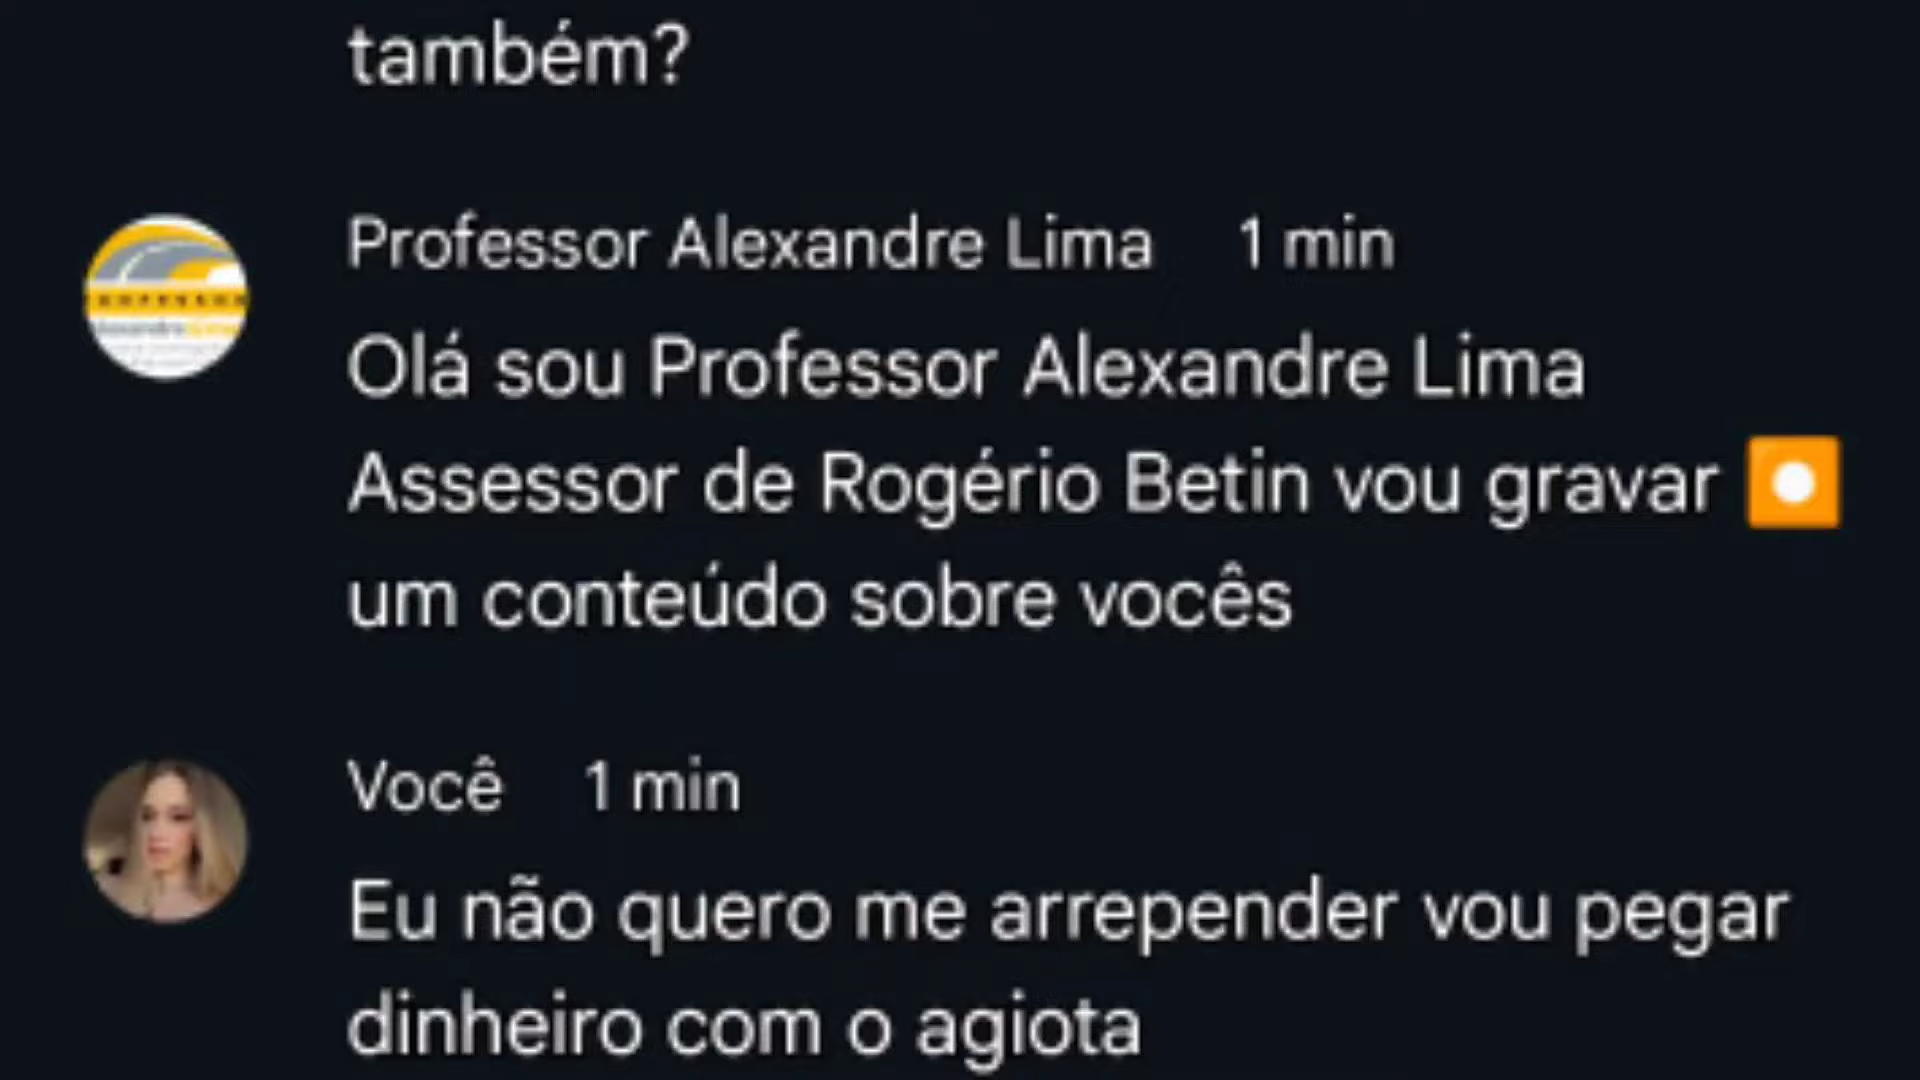 também?
Professor Alexandre Lima 1 min
Olá sou Professor Alexandre Lima
Assessor de Rogério Betin vou gravar ⏺️
um conteúdo sobre vocês
Você 1 min
Eu não quero me arrepender vou pegar
dinheiro com o agiota